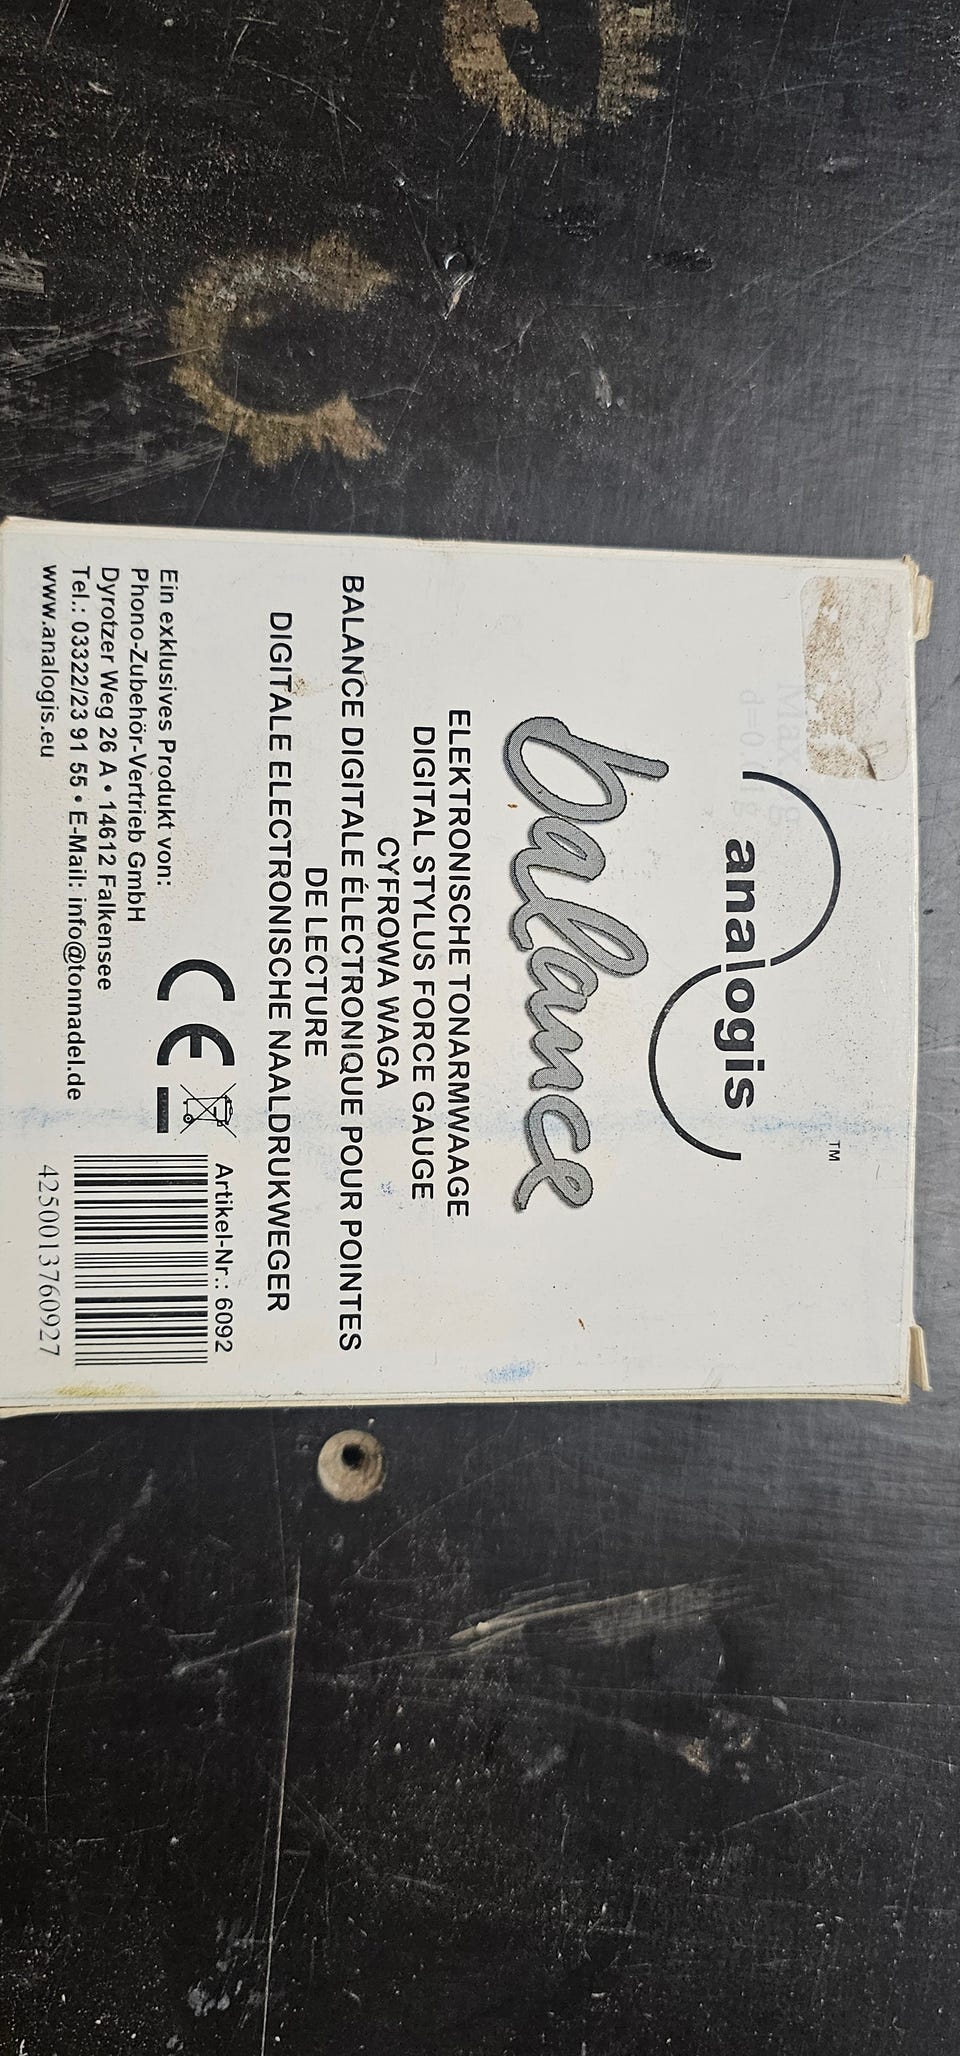 analogis
TM
balance
ELEKTRONISCHE TONARMWAAGE
DIGITAL STYLUS FORCE GAUGE
CYFROWA WAGA
BALANCE DIGITALE ÉLECTRONIQUE POUR POINTES
DE LECTURE
DIGITALE ELECTRONISCHE NAALDRUKWEGER
Ein exklusives Produkt von:
Phono-Zubehör-Vertrieb GmbH
Dyrotzer Weg 26 A • 14612 Falkensee
Tel.: 03322/23 91 55 • E-Mail: info@tonnadel.de
www.analogis.eu
CE
Artikel-Nr.: 6092
4250013760927